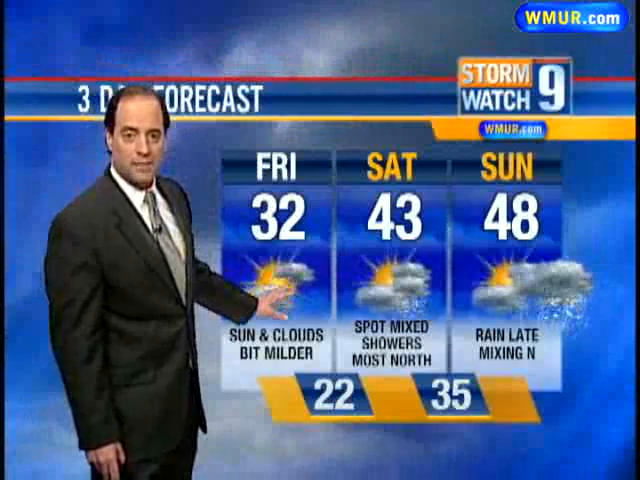 WMUR.com
3 DAY FORECAST
STORM
WATCH 9
WMUR.com
FRI
SAT
SUN
32
43
48
SUN & CLOUDS
BIT MILDER
SPOT MIXED
SHOWERS
MOST NORTH
RAIN LATE
MIXING N
22
35